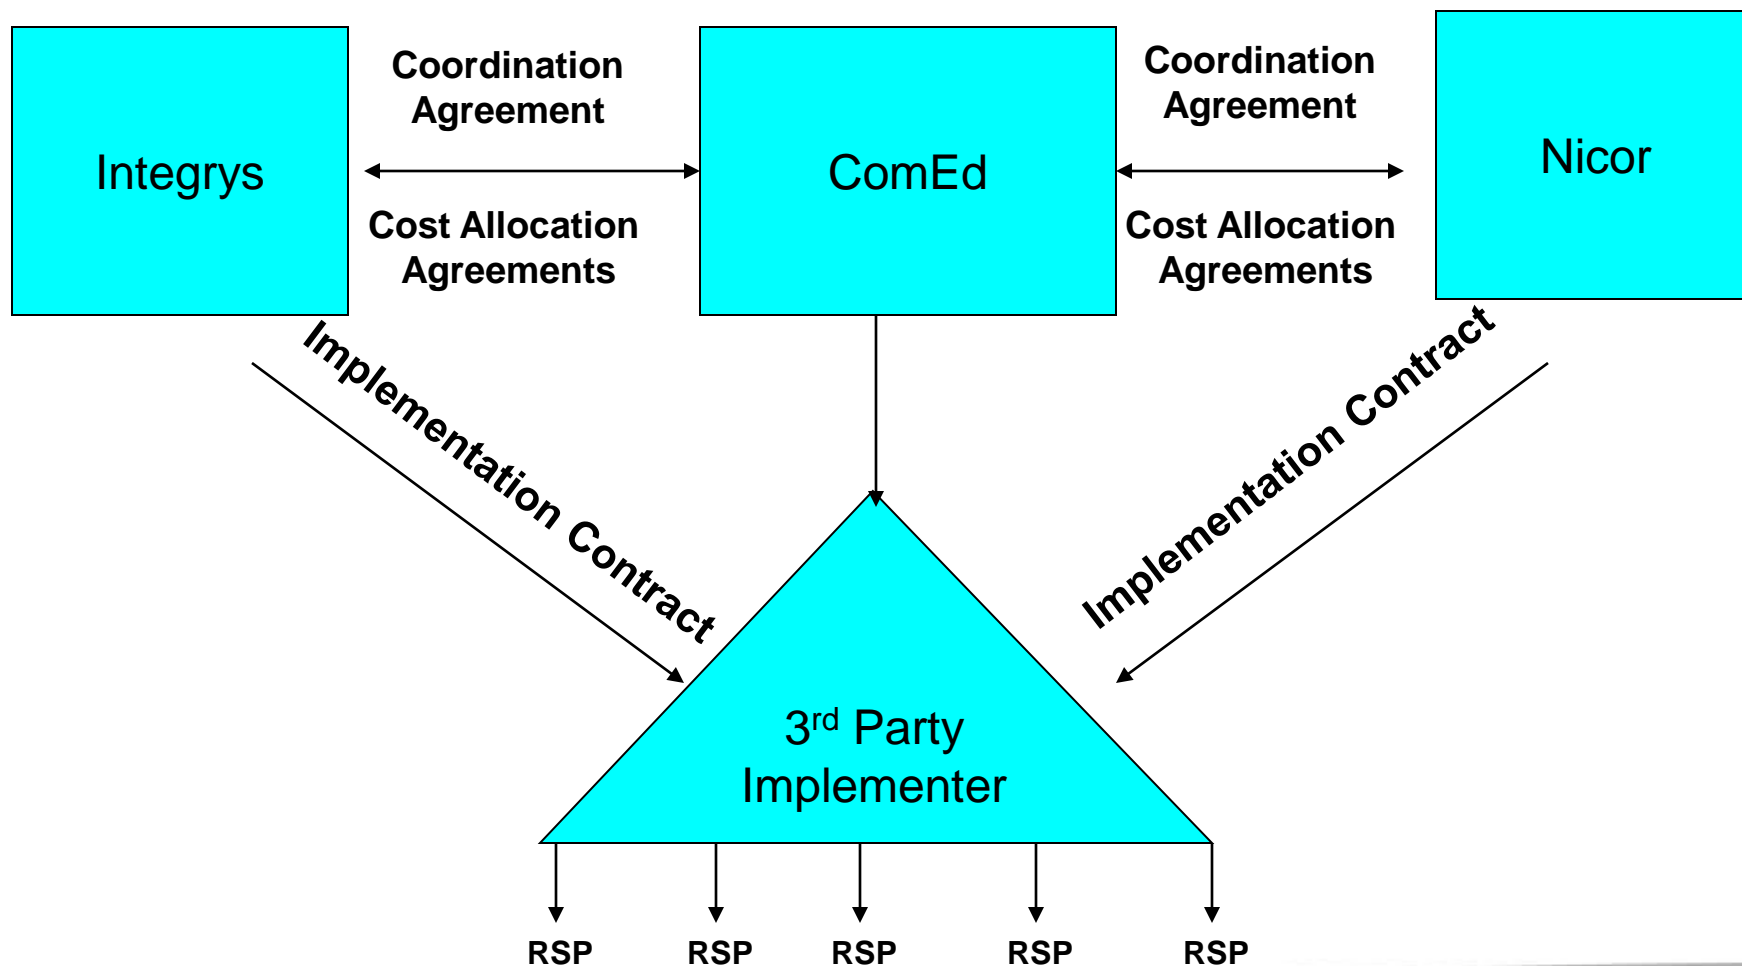 Integrys
Coordination
Agreement
Cost Allocation
Agreements
ComEd
Coordination
Agreement
Cost Allocation
Agreements
Nicor
Implementation Contract
Implementation Contract
3rd Party
Implementer
RSP
RSP
RSP
RSP
RSP